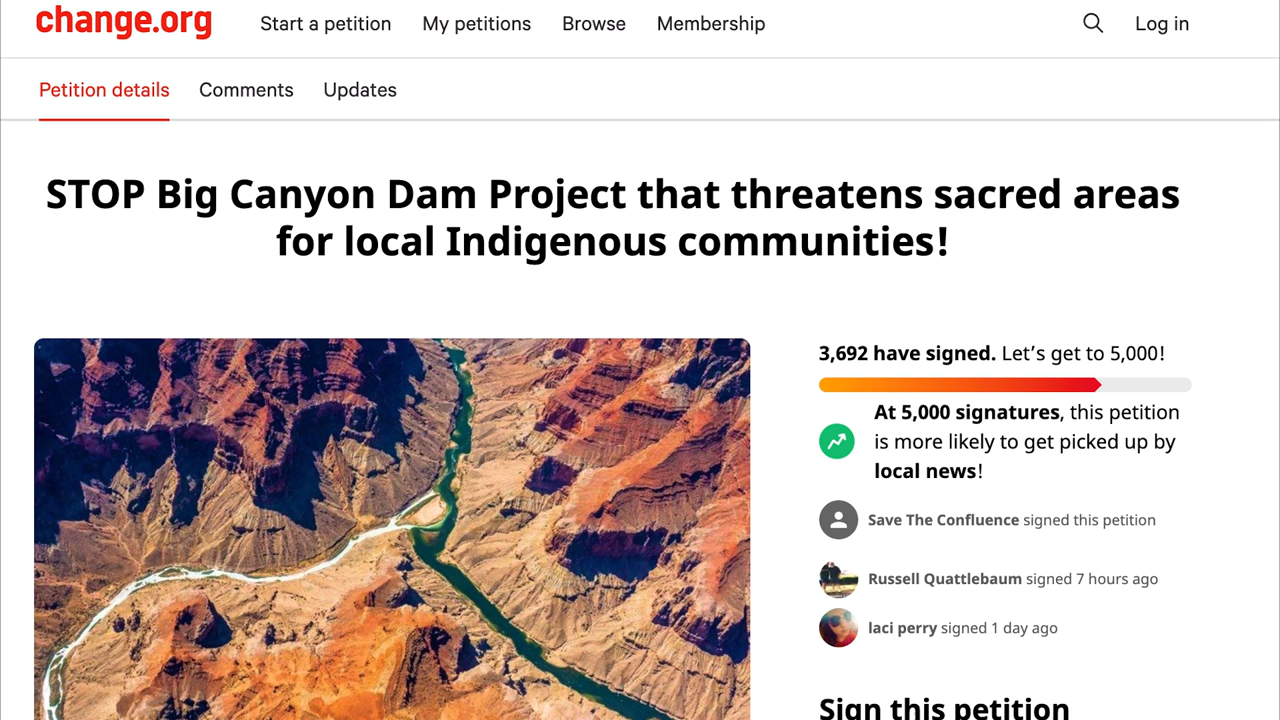 change.org
Start a petition
My petitions
Browse
Membership
Log in
Petition details
Comments
Updates
STOP Big Canyon Dam Project that threatens sacred areas
for local Indigenous communities!
3,692 have signed. Let’s get to 5,000!
At 5,000 signatures, this petition
is more likely to get picked up by
local news!
Save The Confluence signed this petition
Russell Quattlebaum signed 7 hours ago
laci perry signed 1 day ago
Sign this petition